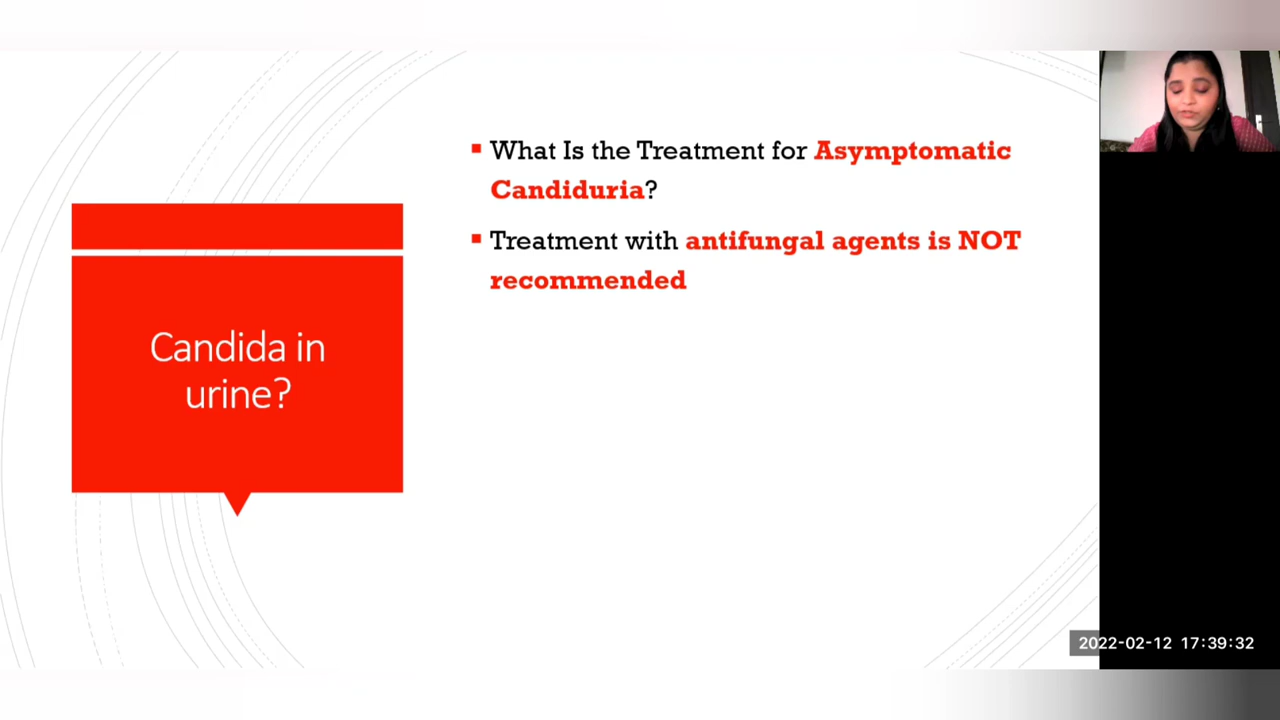 What Is the Treatment for Asymptomatic
Candiduria?
Treatment with antifungal agents is NOT
recommended
Candida in
urine?
2022-02-12 17:39:32